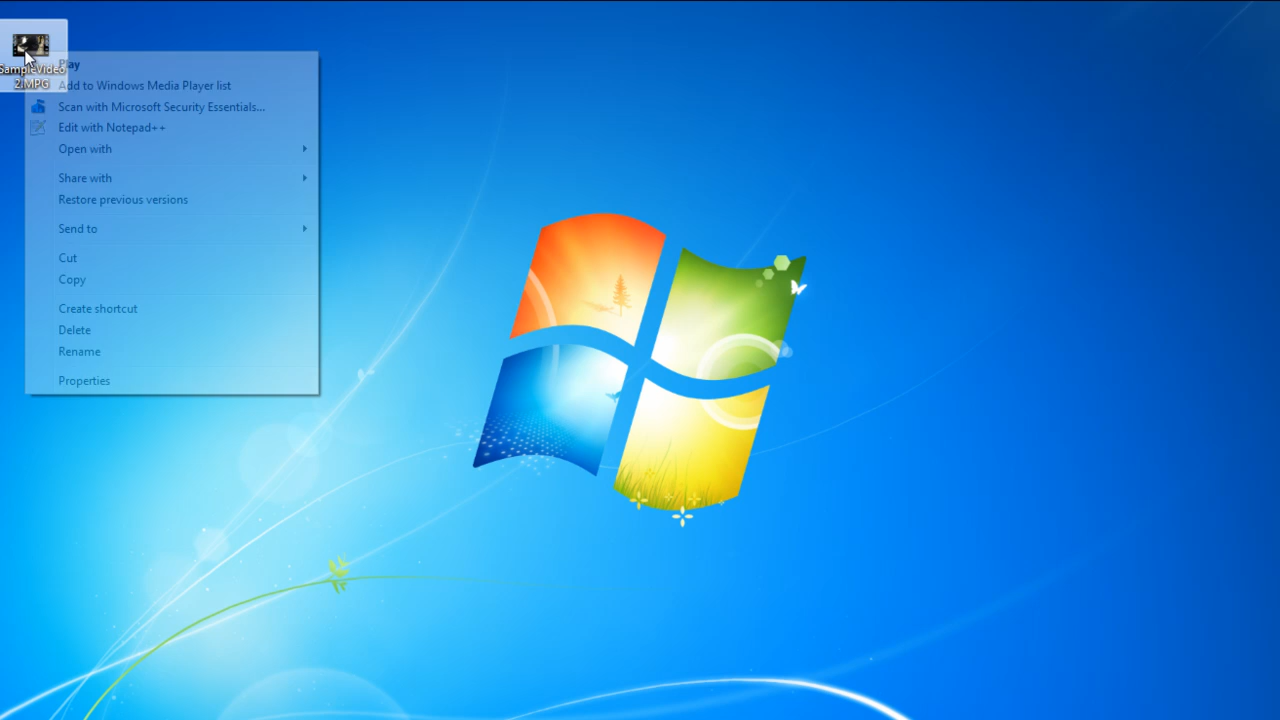 SampleVideo
2.MPG
Play
Add to Windows Media Player list
Scan with Microsoft Security Essentials...
Edit with Notepad++
Open with
Share with
Restore previous versions
Send to
Cut
Copy
Create shortcut
Delete
Rename
Properties